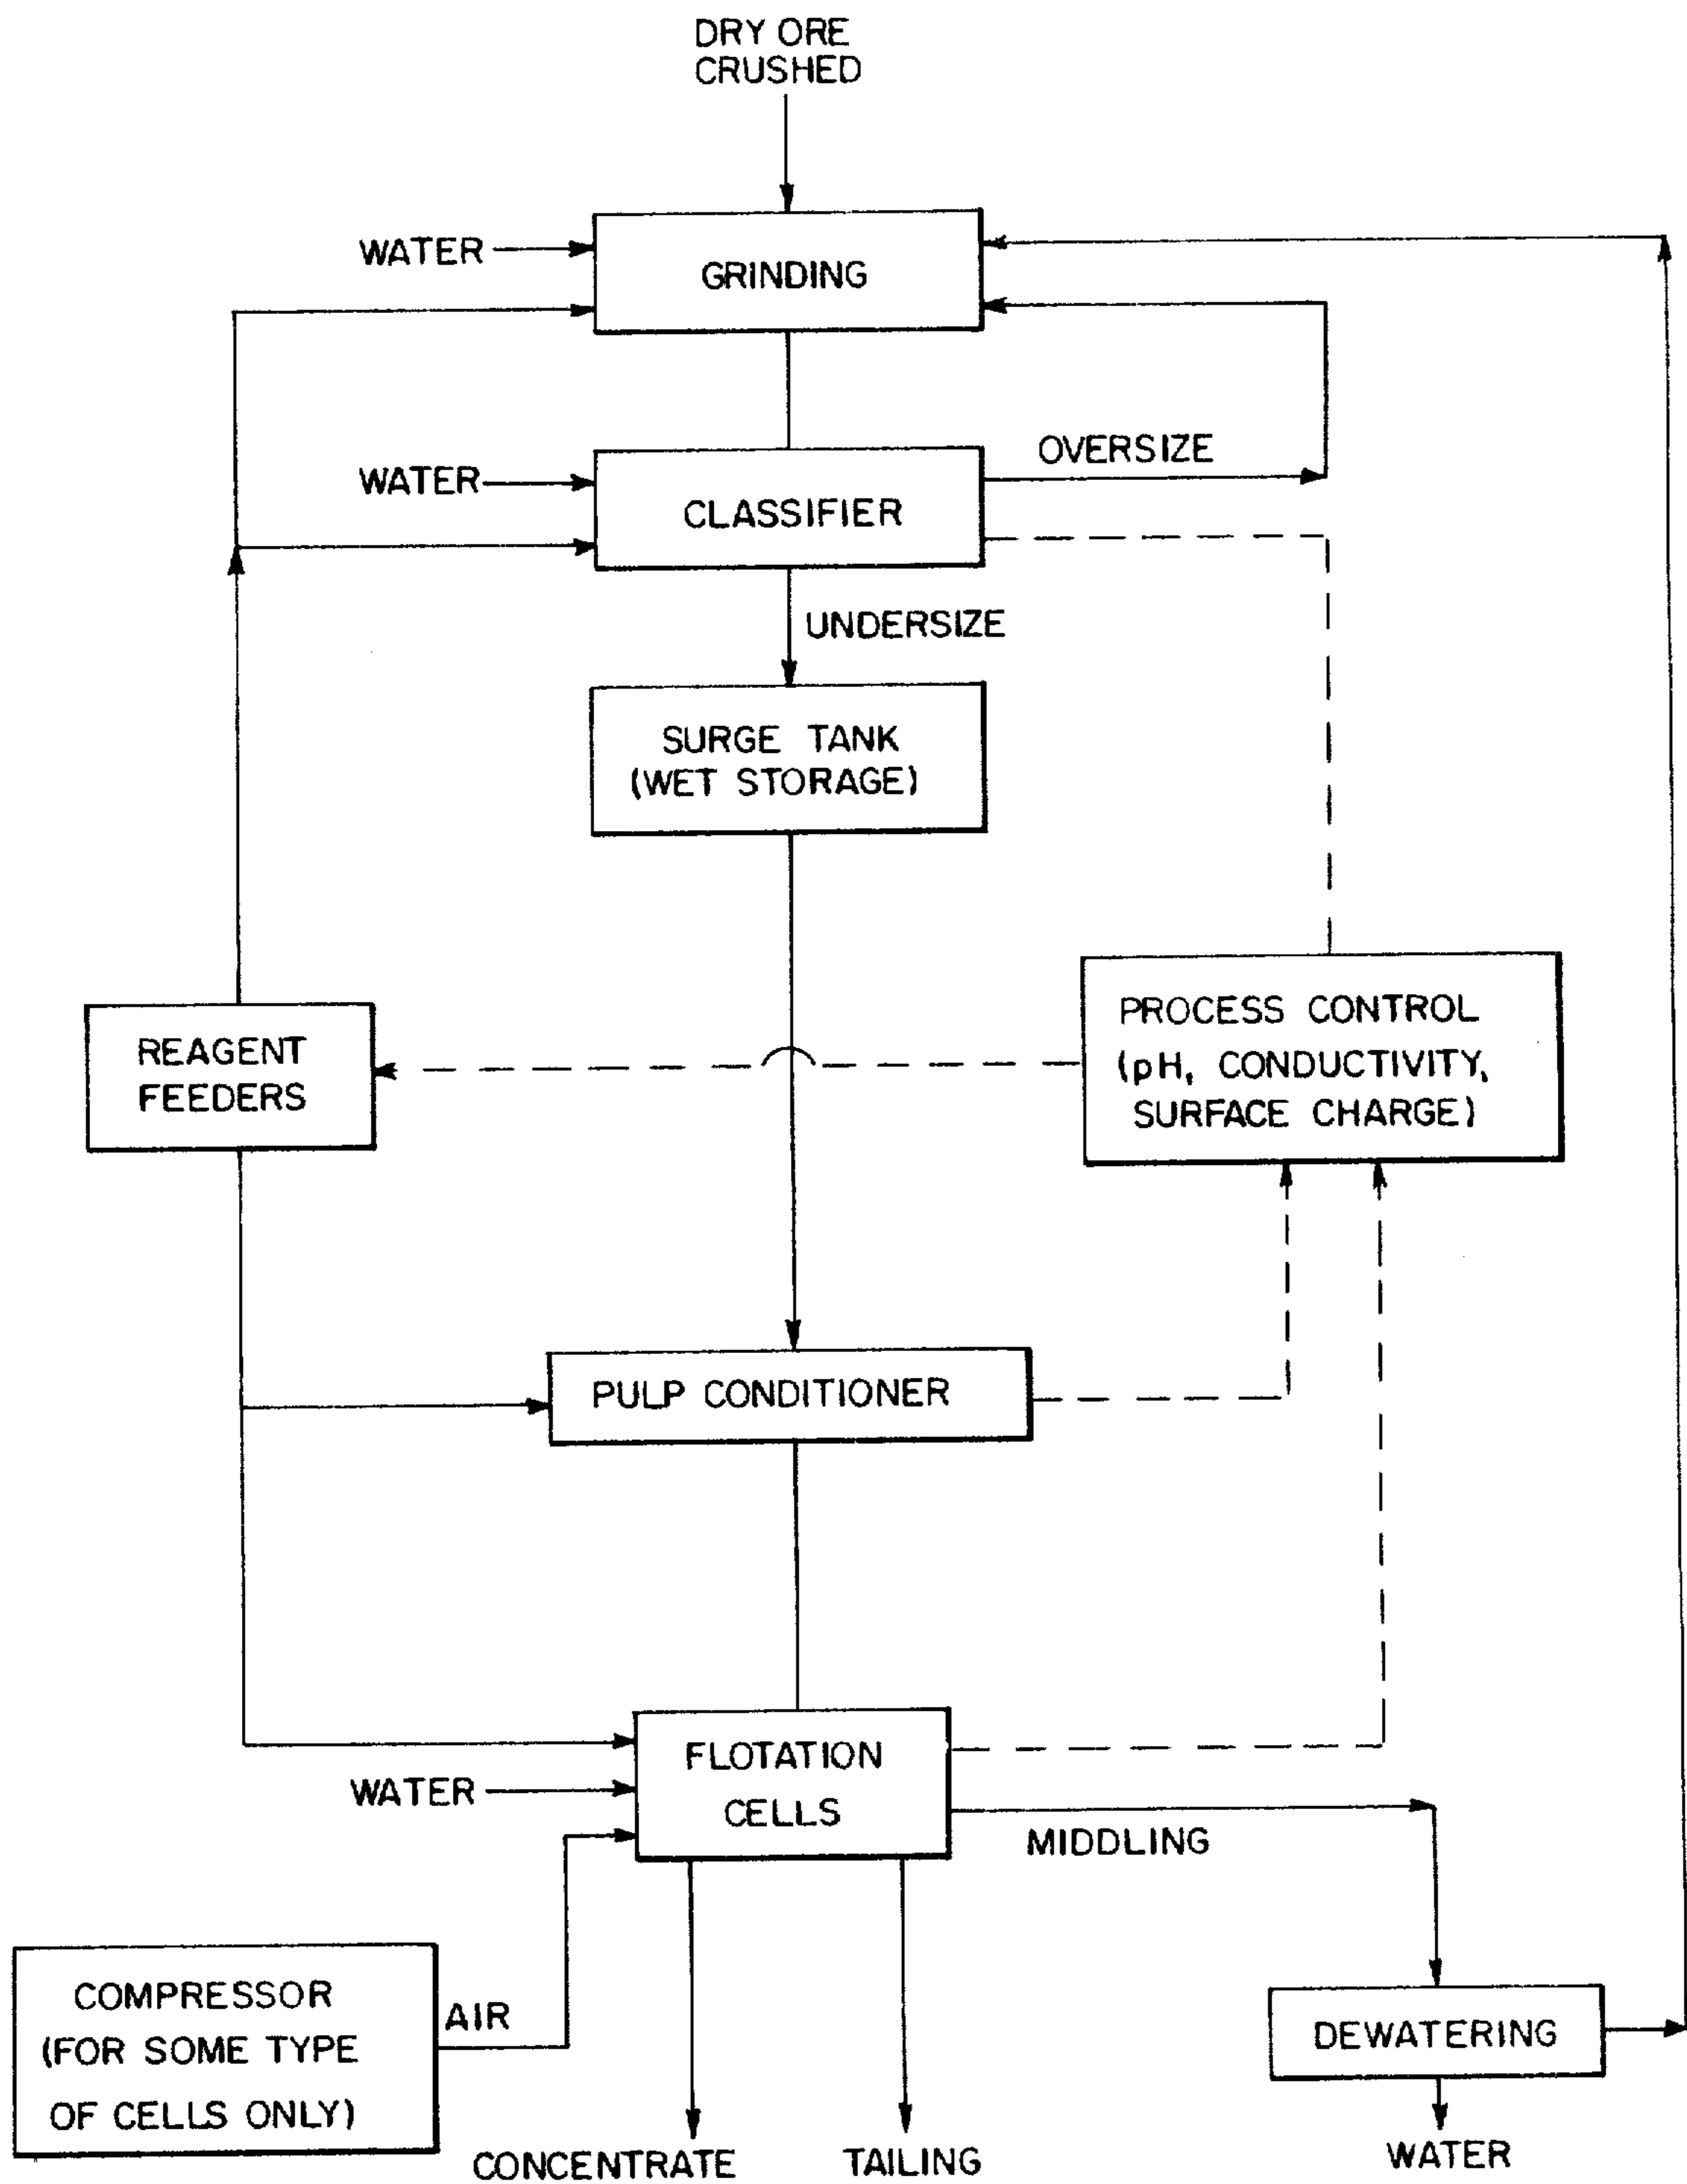 DRY ORE
CRUSHED
WATER
GRINDING
OVERSIZE
WATER
CLASSIFIER
UNDERSIZE
SURGE TANK
(WET STORAGE)
PROCESS CONTROL
(pH, CONDUCTIVITY,
SURFACE CHARGE)
REAGENT
FEEDERS
PULP CONDITIONER
FLOTATION
CELLS
WATER
MIDDLING
COMPRESSOR
(FOR SOME TYPE
OF CELLS ONLY)
AIR
DEWATERING
CONCENTRATE
TAILING
WATER